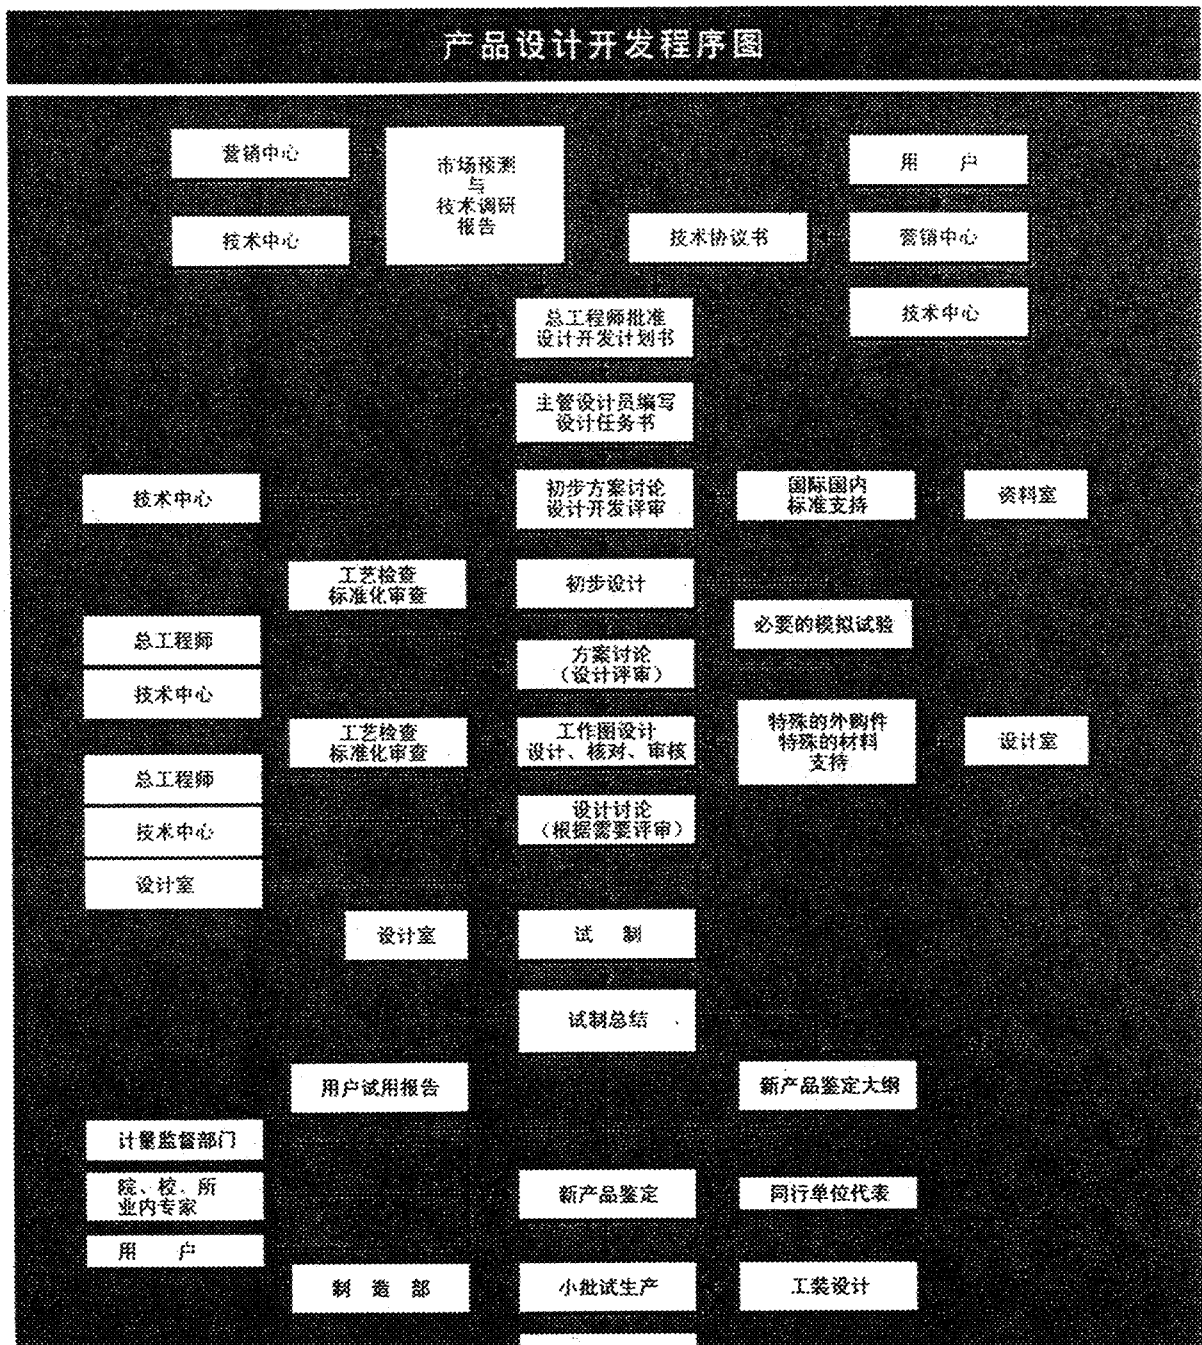 产品设计开发程序图
营销中心
市场预测
与
技术调研
报告
用 户
技术中心
技术协议书
营销中心
技术中心
总工程师批准
设计开发计划书
主管设计员编写
设计任务书
技术中心
初步方案讨论
设计开发评审
国际国内
标准支持
资料室
工艺检查
标准化审查
初步设计
总工程师
技术中心
方案讨论
（设计评审）
必要的模拟试验
工艺检查
标准化审查
工作图设计
设计、核对、审核
特殊的外购件
特殊的材料
支持
设计室
总工程师
技术中心
设计室
设计讨论
（根据需要评审）
设计室
试 制
试制总结
用户试用报告
新产品鉴定大纲
计量监督部门
院、校、所
业内专家
用 户
新产品鉴定
同行单位代表
制 造 部
小批试生产
工装设计